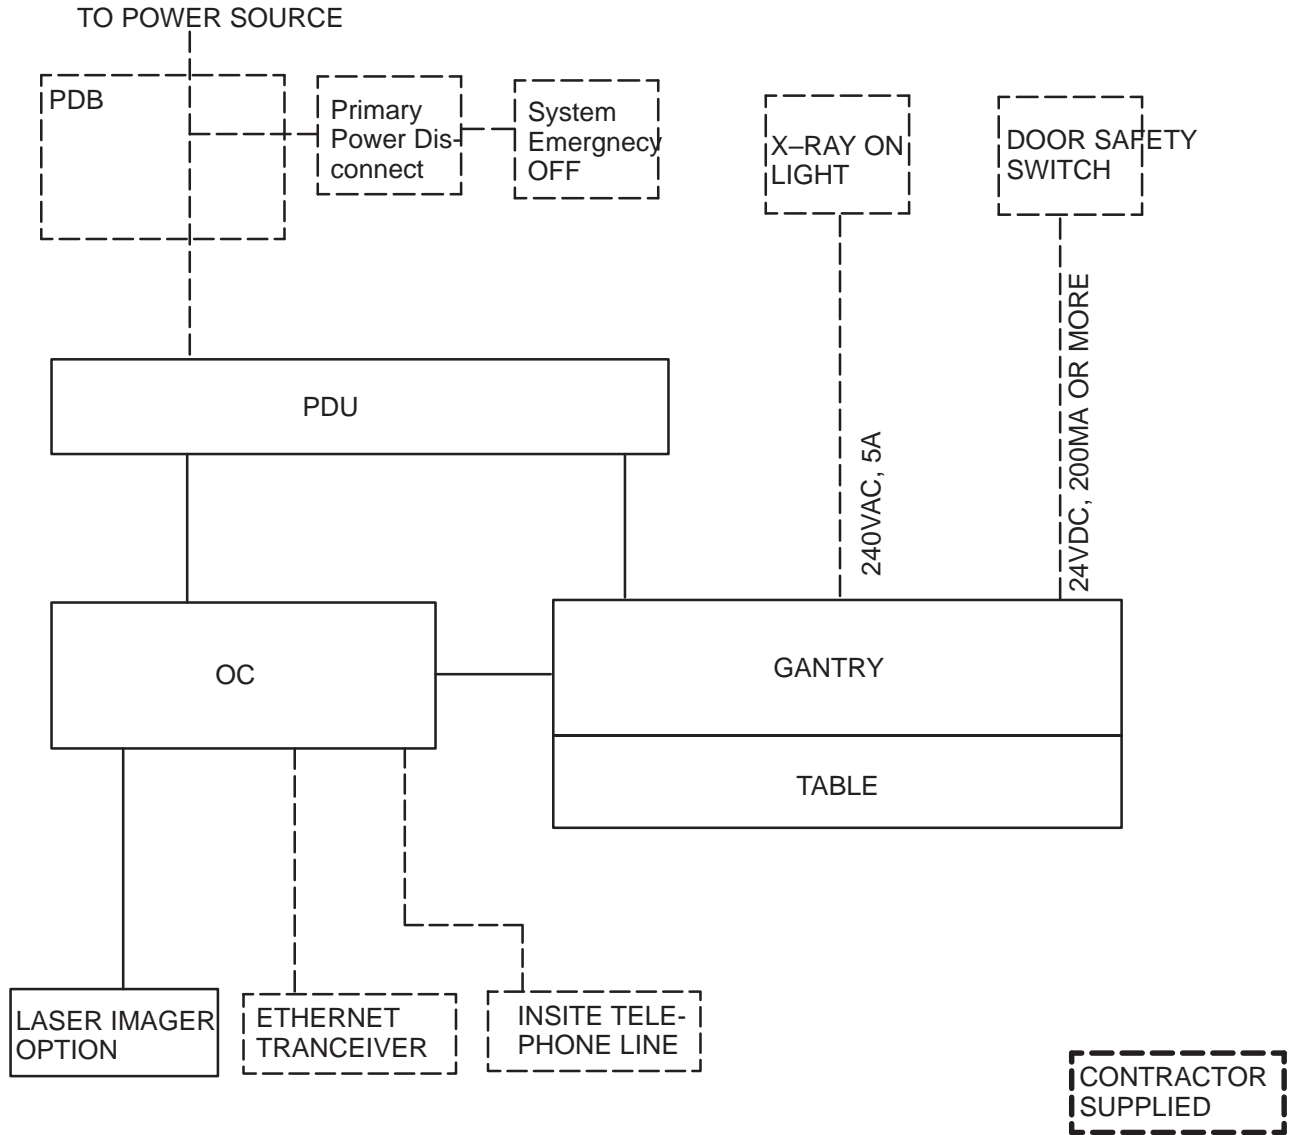 TO POWER SOURCE
PDB
Primary
Power Dis-
connect
System
Emergnecy
OFF
X–RAY ON
LIGHT
DOOR SAFETY
SWITCH
24VDC, 200MA OR MORE
240VAC, 5A
PDU
OC
GANTRY
TABLE
LASER IMAGER
OPTION
ETHERNET
TRANCEIVER
INSITE TELE-
PHONE LINE
CONTRACTOR
SUPPLIED